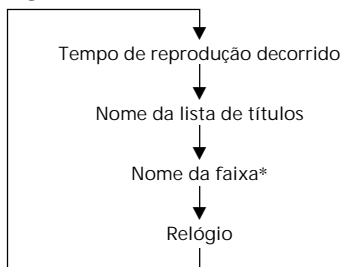 Tempo de reprodução decorrido
Nome da lista de títulos
Nome da faixa*
Relógio